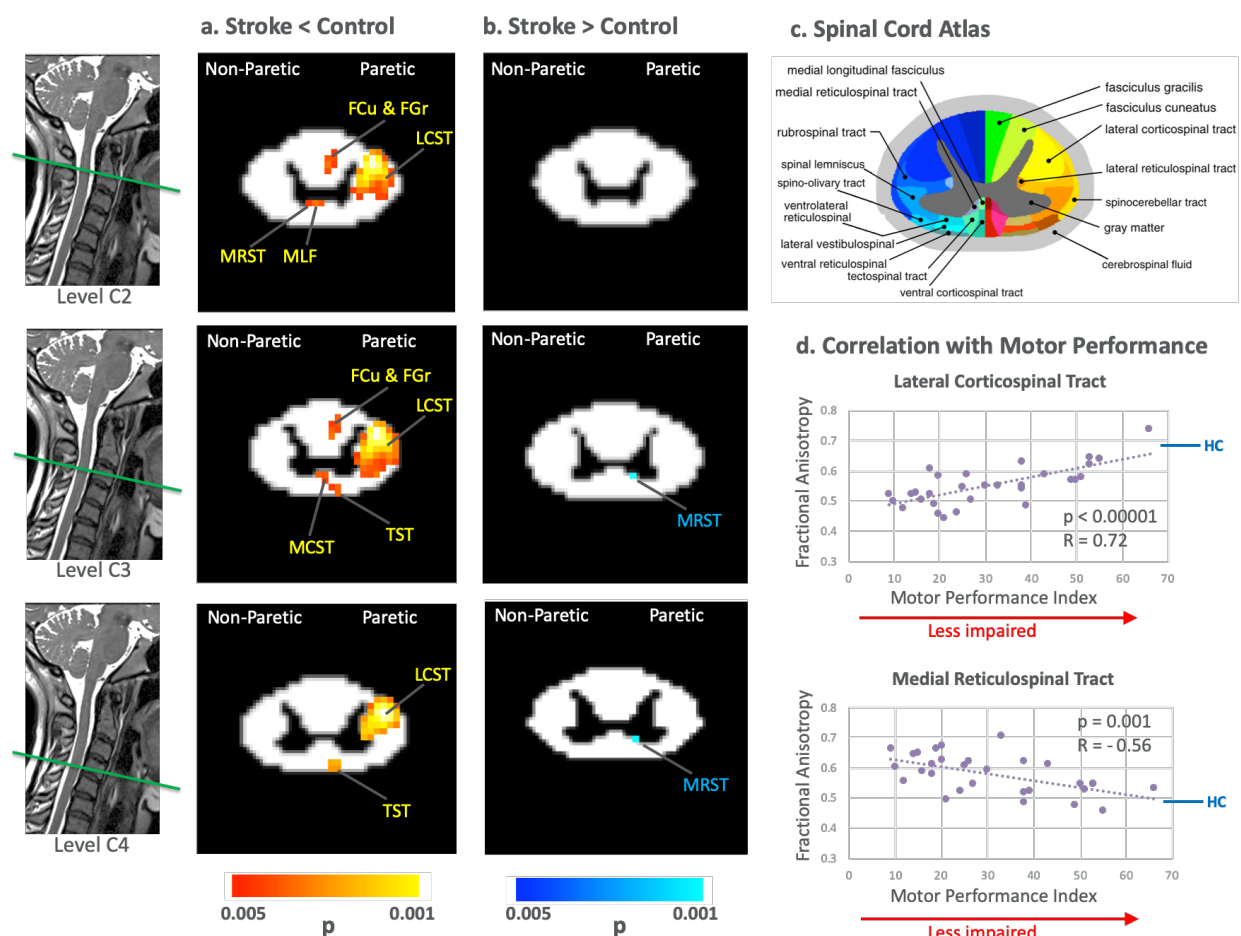 a. Stroke < Control
b. Stroke > Control
c. Spinal Cord Atlas
Non-Paretic Paretic
FCu & FGr
LCST
MRST MLF
Level C2
Non-Paretic Paretic
medial longitudinal fasciculus
medial reticulospinal tract
rubrospinal tract
spinal lemniscus
spino-olivary tract
ventrolateral
reticulospinal
lateral vestibulospinal
ventral reticulospinal
tectospinal tract
ventral corticospinal tract
fasciculus gracilis
fasciculus cuneatus
lateral corticospinal tract
lateral reticulospinal tract
spinocerebellar tract
gray matter
cerebrospinal fluid
Non-Paretic Paretic
FCu & FGr
LCST
MCST
TST
Level C3
Non-Paretic Paretic
MRST
Non-Paretic Paretic
LCST
TST
Level C4
Non-Paretic Paretic
MRST
0.005 0.001
p
0.005 0.001
p
d. Correlation with Motor Performance
Lateral Corticospinal Tract
Fractional Anisotropy
0.8
0.7
0.6
0.5
0.4
0.3
HC
p < 0.00001
R = 0.72
0 10 20 30 40 50 60 70
Motor Performance Index
Less impaired
Medial Reticulospinal Tract
Fractional Anisotropy
0.8
0.7
0.6
0.5
0.4
0.3
p = 0.001
R = - 0.56
HC
0 10 20 30 40 50 60 70
Motor Performance Index
Less impaired